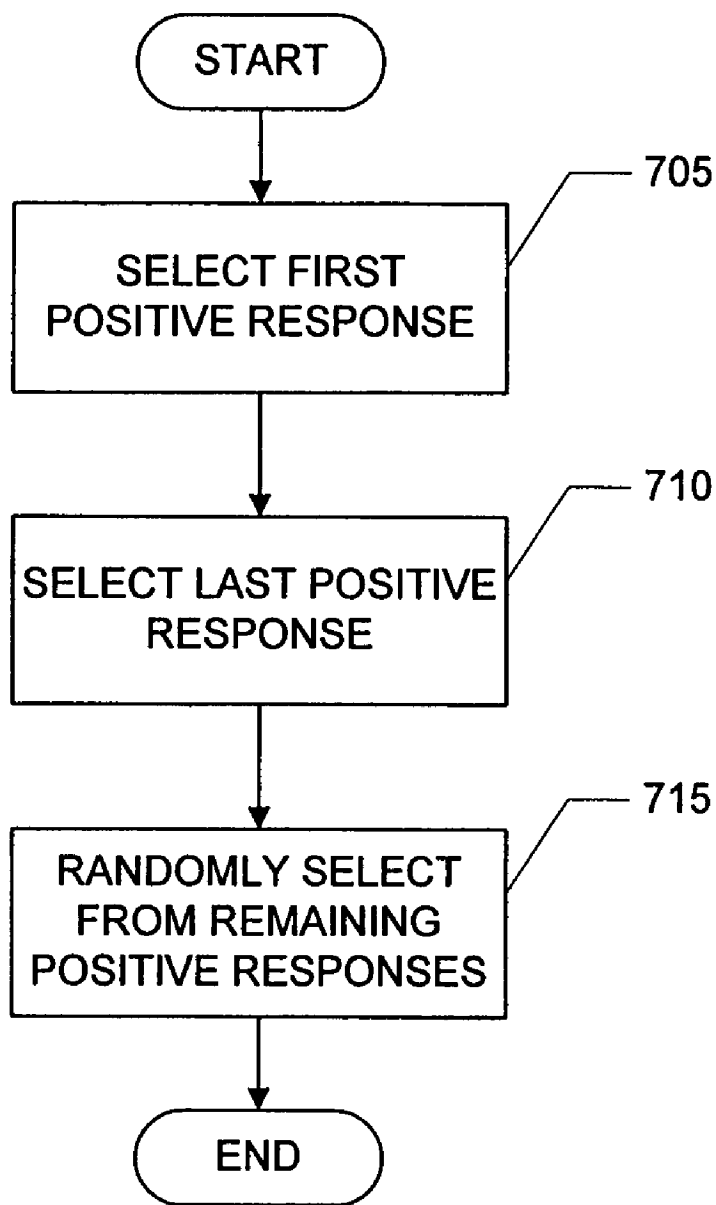 START
705
SELECT FIRST
POSITIVE RESPONSE
710
SELECT LAST POSITIVE
RESPONSE
715
RANDOMLY SELECT
FROM REMAINING
POSITIVE RESPONSES
END